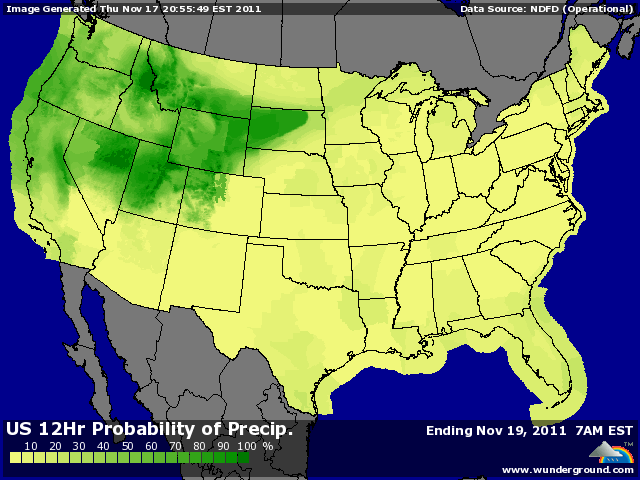 Image Generated Thu Nov 17 20:55:49 EST 2011 Data Source: NDFD (Operational)
US 12Hr Probability of Precip. Ending Nov 19, 2011 7AM EST
10 20 30 40 50 60 70 80 90 100 %
TM
www.wunderground.com